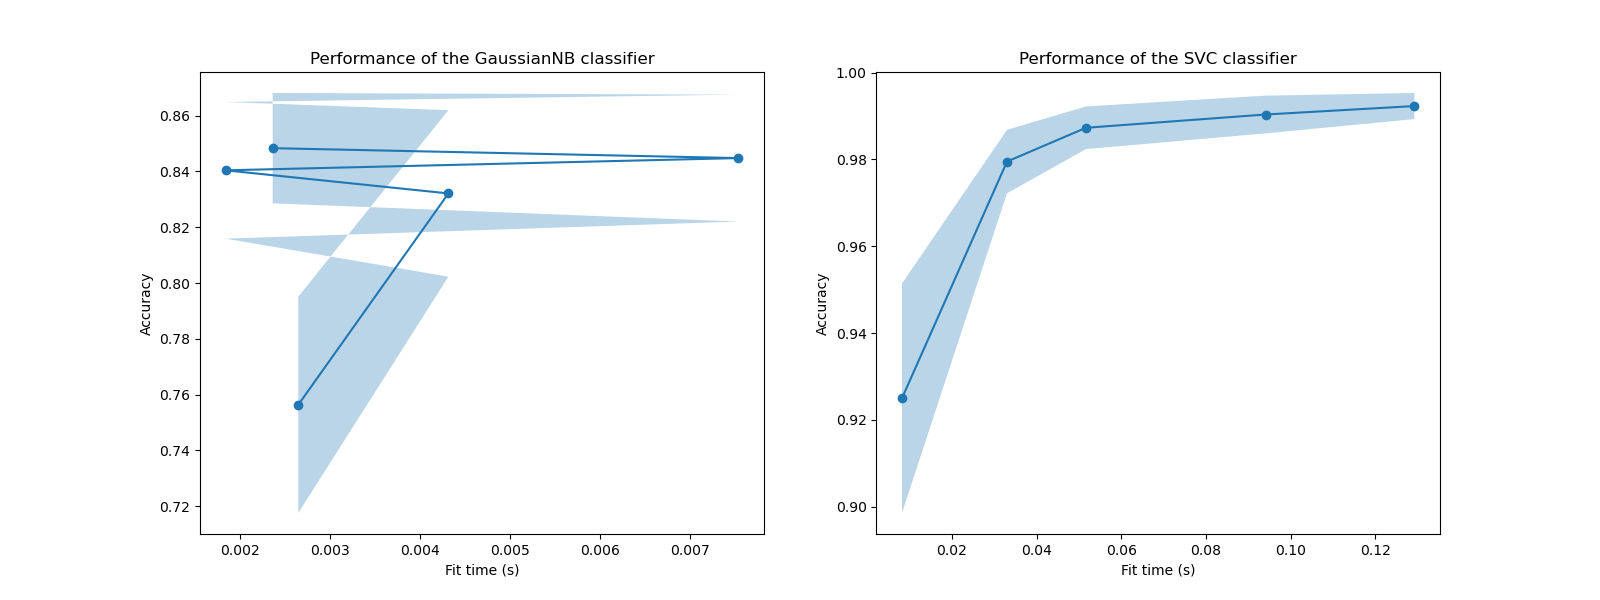 Performance of the GaussianNB classifier
0.86
0.84
0.82
0.80
0.78
0.76
0.74
0.72
Accuracy
0.002 0.003 0.004 0.005 0.006 0.007
Fit time (s)
Performance of the SVC classifier
1.00
0.98
0.96
0.94
0.92
0.90
Accuracy
0.02 0.04 0.06 0.08 0.10 0.12
Fit time (s)